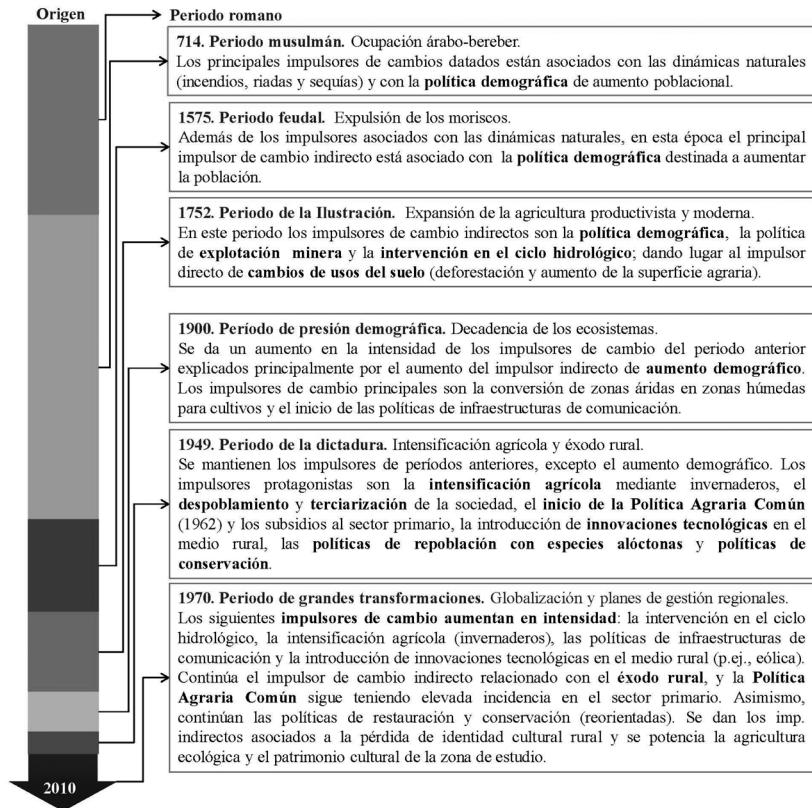 Origen
Periodo romano
714. Periodo musulmán. Ocupación árabo-bereber.
Los principales impulsores de cambios datados están asociados con las dinámicas naturales
(incendios, riadas y sequías) y con la política demográfica de aumento poblacional.
1575. Periodo feudal. Expulsión de los moriscos.
Además de los impulsores asociados con las dinámicas naturales, en esta época el principal
impulsor de cambio indirecto está asociado con la política demográfica destinada a aumentar
la población.
1752. Periodo de la Ilustración. Expansión de la agricultura productivista y moderna.
En este periodo los impulsores de cambio indirectos son la política demográfica, la política
de explotación minera y la intervención en el ciclo hidrológico; dando lugar al impulsor
directo de cambios de usos del suelo (deforestación y aumento de la superficie agraria).
1900. Período de presión demográfica. Decadencia de los ecosistemas.
Se da un aumento en la intensidad de los impulsores de cambio del periodo anterior
explicados principalmente por el aumento del impulsor indirecto de aumento demográfico.
Los impulsores de cambio principales son la conversión de zonas áridas en zonas húmedas
para cultivos y el inicio de las políticas de infraestructuras de comunicación.
1949. Periodo de la dictadura. Intensificación agrícola y éxodo rural.
Se mantienen los impulsores de períodos anteriores, excepto el aumento demográfico. Los
impulsores protagonistas son la intensificación agrícola mediante invernaderos, el
despoblamiento y terciarización de la sociedad, el inicio de la Política Agraria Común
(1962) y los subsidios al sector primario, la introducción de innovaciones tecnológicas en el
medio rural, las políticas de repoblación con especies alóctonas y políticas de
conservación.
1970. Periodo de grandes transformaciones. Globalización y planes de gestión regionales.
Los siguientes impulsores de cambio aumentan en intensidad: la intervención en el ciclo
hidrológico, la intensificación agrícola (invernaderos), las políticas de infraestructuras de
comunicación y la introducción de innovaciones tecnológicas en el medio rural (p.ej., eólica).
Continúa el impulsor de cambio indirecto relacionado con el éxodo rural, y la Política
Agraria Común sigue teniendo elevada incidencia en el sector primario. Asimismo,
continúan las políticas de restauración y conservación (reorientadas). Se dan los imp.
indirectos asociados a la pérdida de identidad cultural rural y se potencia la agricultura
ecológica y el patrimonio cultural de la zona de estudio.
2010